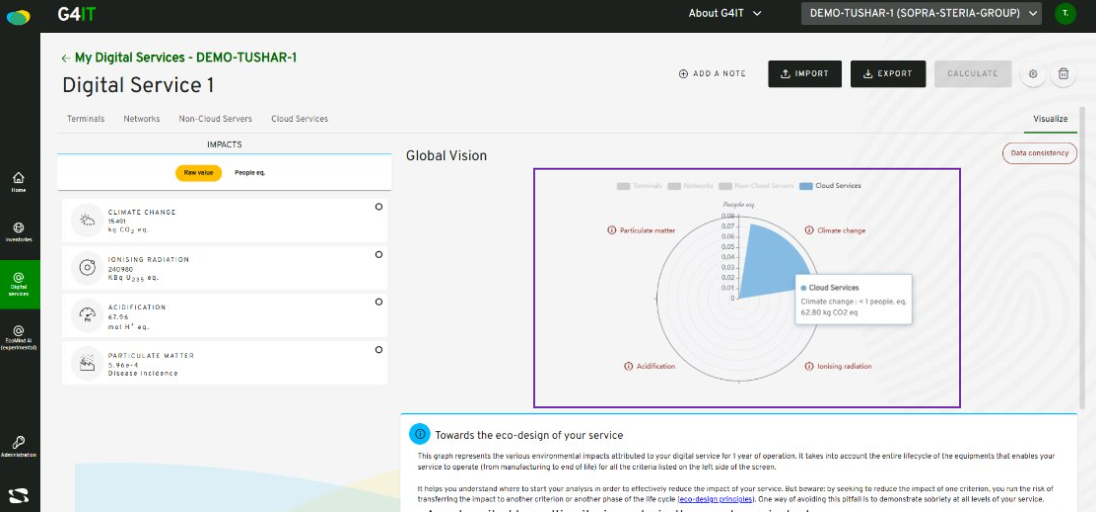 G4IT
About G4IT
DEMO-TUSHAR-1 (SOPRA-STERIA-GROUP)
T.
← My Digital Services - DEMO-TUSHAR-1
Digital Service 1
ADD A NOTE
IMPORT
EXPORT
CALCULATE
Terminals
Networks
Non-Cloud Servers
Cloud Services
Visualize
Home
Inventories
Digital services
EcoMind AI (experimental)
Administration
IMPACTS
Raw value
People eq.
CLIMATE CHANGE
15491
kg CO2 eq.
IONISING RADIATION
240980
KBq U235 eq.
ACIDIFICATION
67.96
mol H+ eq.
PARTICULATE MATTER
5.96e-4
Disease incidence
Global Vision
Data consistency
Terminals
Networks
Non-Cloud Servers
Cloud Services
People eq.
0.08
0.07
0.06
0.05
0.04
0.03
0.02
0.01
0
Particulate matter
Climate change
Cloud Services
Climate change : < 1 people. eq.
62.80 kg CO2 eq
Acidification
Ionising radiation
Towards the eco-design of your service
This graph represents the various environmental impacts attributed to your digital service for 1 year of operation. It takes into account the entire lifecycle of the equipments that enables your
service to operate (from manufacturing to end of life) for all the criteria listed on the left side of the screen.
It helps you understand where to start your analysis in order to effectively reduce the impact of your service. But beware: by seeking to reduce the impact of one criterion, you run the risk of
transferring the impact to another criterion or another phase of the life cycle (eco-design principles). One way of avoiding this pitfall is to demonstrate sobriety at all levels of your service.